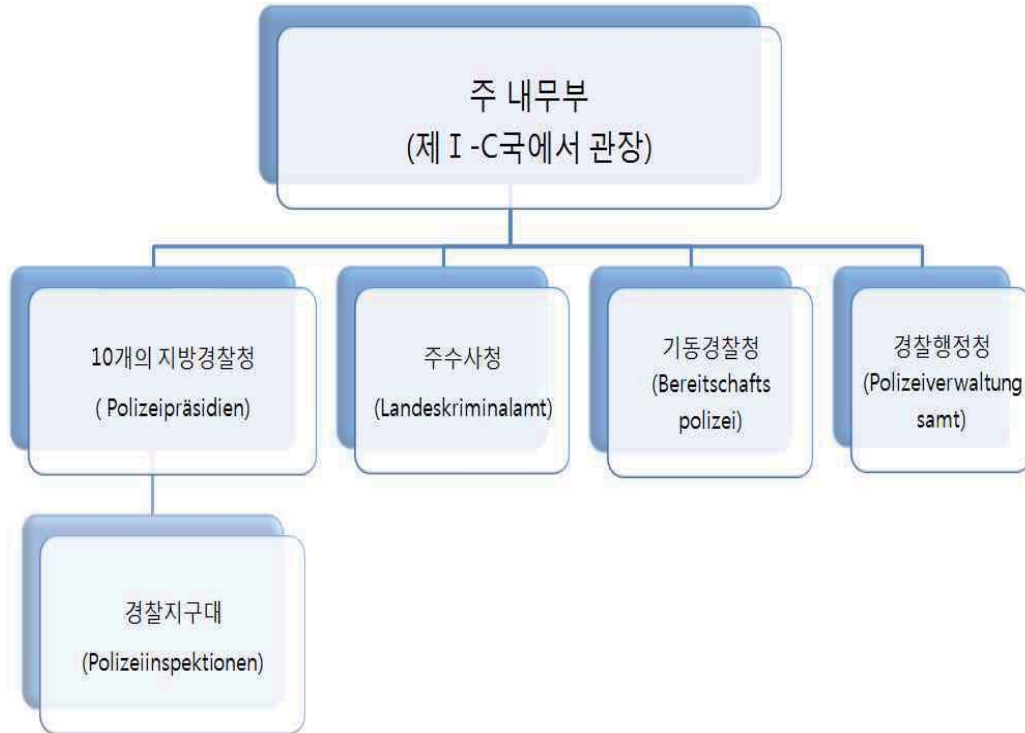 주 내무부
(제 Ⅰ -C국에서 관장)
10개의 지방경찰청
( Polizeipräsidien)
주수사청
(Landeskriminalamt)
기동경찰청
(Bereitschafts
polizei)
경찰행정청
(Polizeiverwaltung
samt)
경찰지구대
(Polizeiinspektionen)